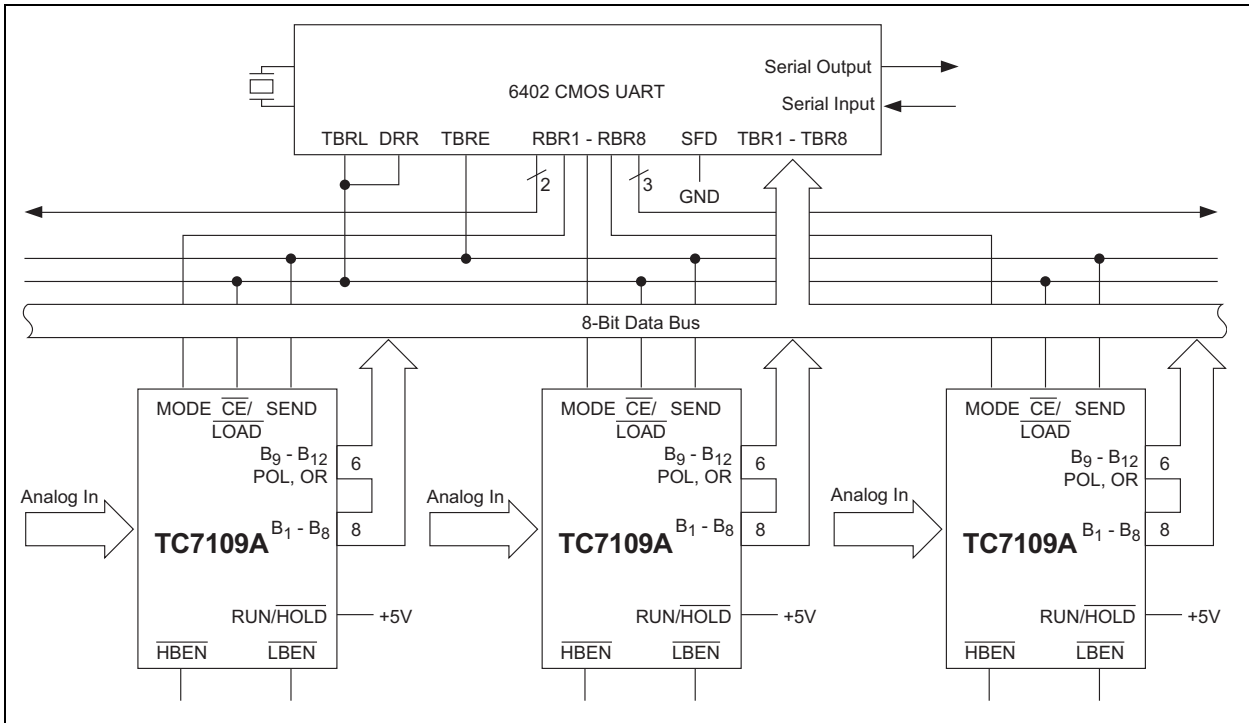 Serial Output
6402 CMOS UART
Serial Input
TBRL DRR TBRE RBR1 - RBR8 SFD TBR1 - TBR8
2 3
GND
8-Bit Data Bus
MODE CE/ SEND
LOAD
B9 - B12
POL, OR
6
Analog In
B1 - B8
8
TC7109A
RUN/HOLD
+5V
HBEN LBEN
MODE CE/ SEND
LOAD
B9 - B12
POL, OR
6
Analog In
B1 - B8
8
TC7109A
RUN/HOLD
+5V
HBEN LBEN
MODE CE/ SEND
LOAD
B9 - B12
POL, OR
6
Analog In
B1 - B8
8
TC7109A
RUN/HOLD
+5V
HBEN LBEN